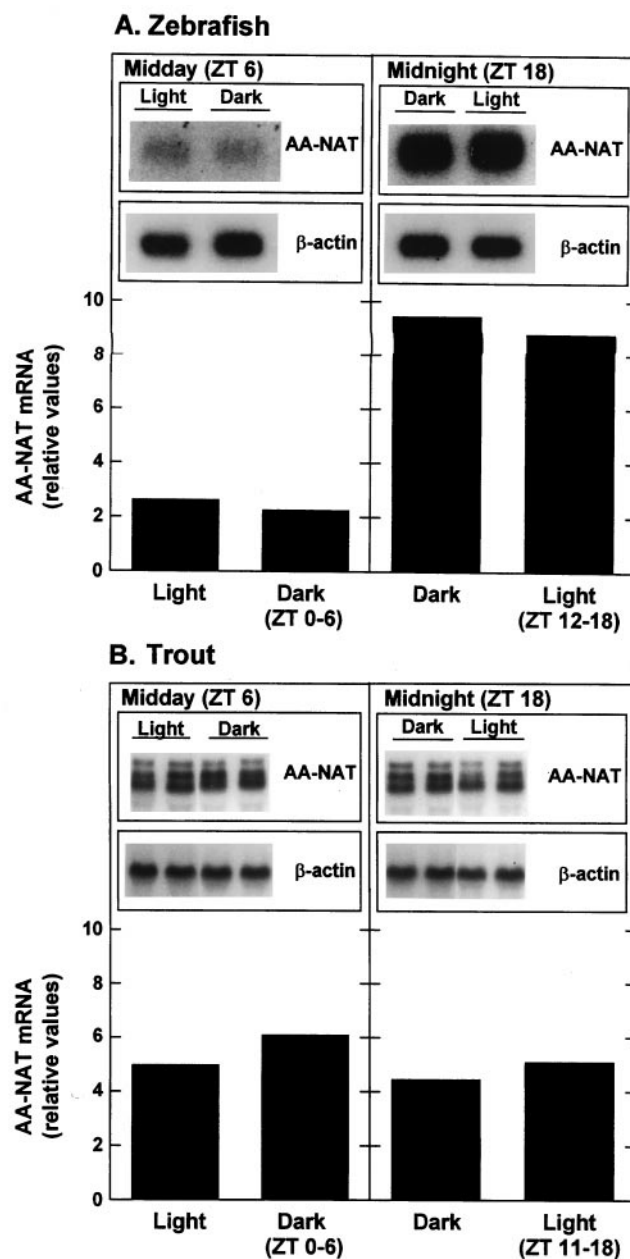 A. Zebrafish
Midday (ZT 6)
Light Dark
AA-NAT
β-actin
Midnight (ZT 18)
Dark Light
AA-NAT
β-actin
10
8
6
4
2
0
AA-NAT mRNA
(relative values)
Light
Dark
(ZT 0-6)
Dark
Light
(ZT 12-18)
B. Trout
Midday (ZT 6)
Light Dark
AA-NAT
β-actin
Midnight (ZT 18)
Dark Light
AA-NAT
β-actin
10
8
6
4
2
0
AA-NAT mRNA
(relative values)
Light
Dark
(ZT 0-6)
Dark
Light
(ZT 11-18)